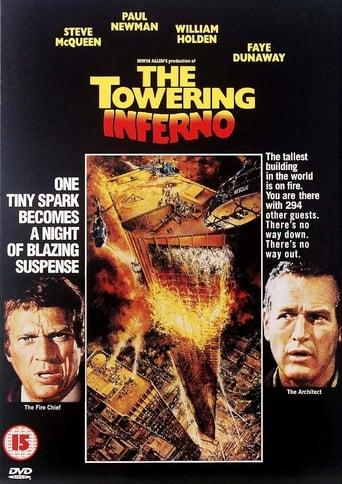 STEVE
McQUEEN
PAUL
NEWMAN
WILLIAM
HOLDEN
FAYE
DUNAWAY
IRWIN ALLEN'S production of
THE
TOWERING
INFERNO
ONE
TINY SPARK
BECOMES
A NIGHT
OF BLAZING
SUSPENSE
The tallest
building
in the world
is on fire.
You are there
with 294
other guests.
There's no
way down.
There's no
way out.
RESCUE
The Fire Chief
The Architect
15
DVD